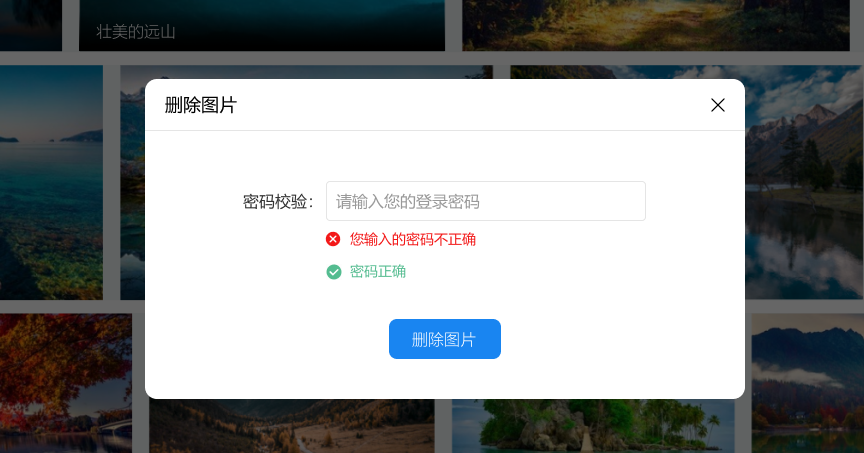 壮美的远山
删除图片
密码校验： 请输入您的登录密码
您输入的密码不正确
密码正确
删除图片